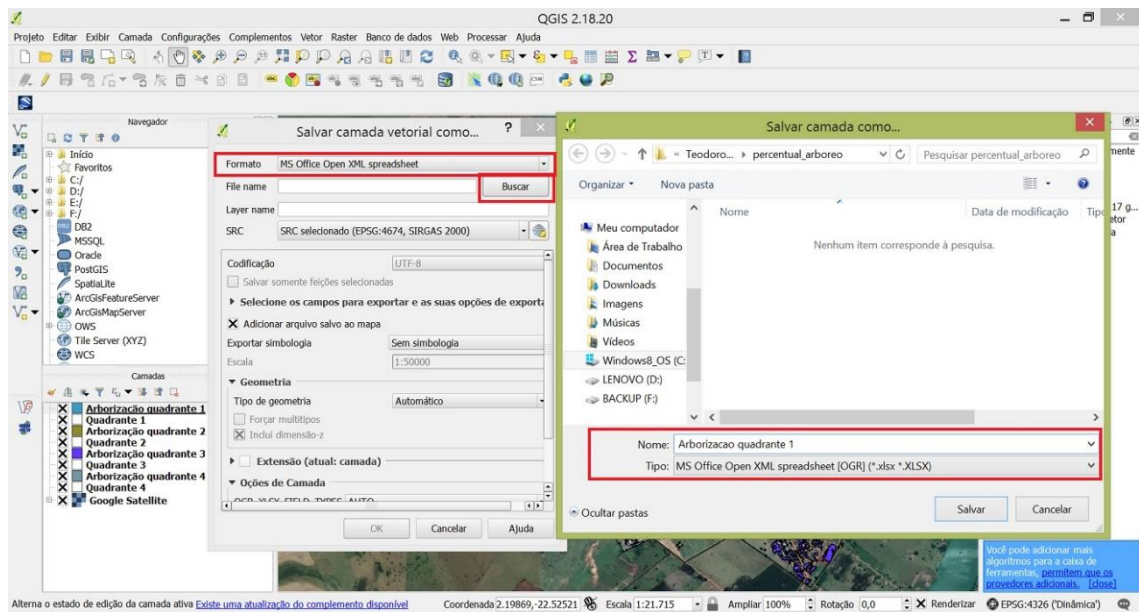 QGIS 2.18.20
Projeto Editar Exibir Camada Configurações Complementos Vetor Raster Banco de dados Web Processar Ajuda
Navegador
Início
Favoritos
C:/
D:/
E:/
F:/
DB2
MSSQL
Oracle
PostGIS
SpatiaLite
ArcGisFeatureServer
ArcGisMapServer
OWS
Tile Server (XYZ)
WCS
Camadas
Arborização quadrante 1
Quadrante 1
Arborização quadrante 2
Quadrante 2
Arborização quadrante 3
Quadrante 3
Arborização quadrante 4
Quadrante 4
Google Satellite
Salvar camada vetorial como...
Formato MS Office Open XML spreadsheet
File name Buscar
Layer name
SRC SRC selecionado (EPSG:4674, SIRGAS 2000)
Codificação UTF-8
Salvar somente feições selecionadas
Selecione os campos para exportar e as suas opções de exporta
Adicionar arquivo salvo ao mapa
Exportar simbologia Sem simbologia
Escala 1:50000
Geometria
Tipo de geometria Automático
Forçar multitipos
Inclui dimensão-z
Extensão (atual: camada)
Oções de Camada
OGR XLSX FIELD TYPES AUTO
OK Cancelar Ajuda
Salvar camada como...
« Teodoro... percentual_arboreo Pesquisar percentual_arboreo
Organizar Nova pasta
Nome Data de modificação Tipo
Nenhum item corresponde à pesquisa.
Meu computador
Área de Trabalho
Documentos
Downloads
Imagens
Músicas
Vídeos
Windows8_OS (C:
LENOVO (D:)
BACKUP (F:)
Nome: Arborizacao quadrante 1
Tipo: MS Office Open XML spreadsheet [OGR] (*.xlsx *.XLSX)
Ocultar pastas Salvar Cancelar
mente
17 g...
etor
a
Você pode adicionar mais
algoritmos para a caixa de
ferramentas, permitem que os
provedores adicionais. [close]
Alterna o estado de edição da camada ativa Existe uma atualização do complemento disponível Coordenada 2.19869,-22.52521 Escala 1:21.715 Ampliar 100% Rotação 0,0 Renderizar EPSG:4326 ('Dinâmica')